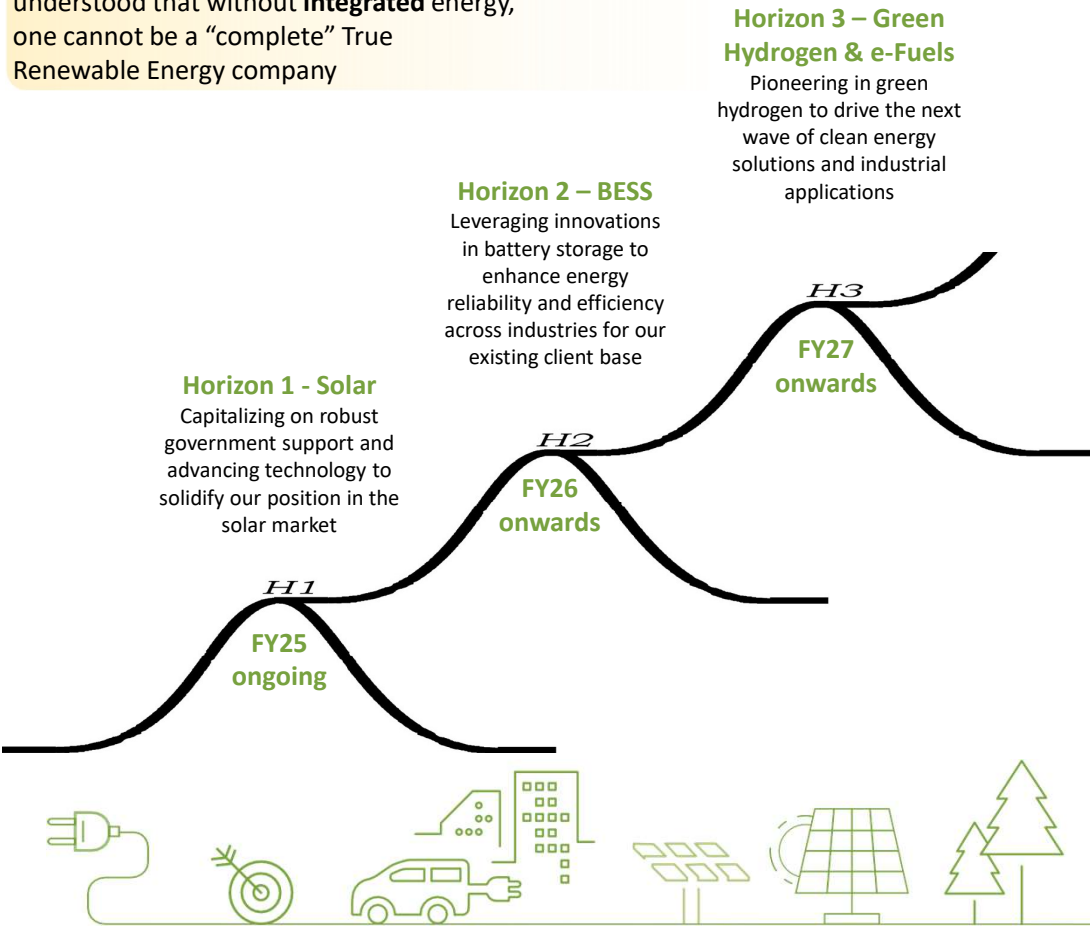 understood that without integrated energy,
one cannot be a “complete” True
Renewable Energy company
Horizon 3 – Green
Hydrogen & e-Fuels
Pioneering in green
hydrogen to drive the next
wave of clean energy
solutions and industrial
applications
Horizon 2 – BESS
Leveraging innovations
in battery storage to
enhance energy
reliability and efficiency
across industries for our
existing client base
H3
FY27
onwards
Horizon 1 - Solar
Capitalizing on robust
government support and
advancing technology to
solidify our position in the
solar market
H2
FY26
onwards
H1
FY25
ongoing